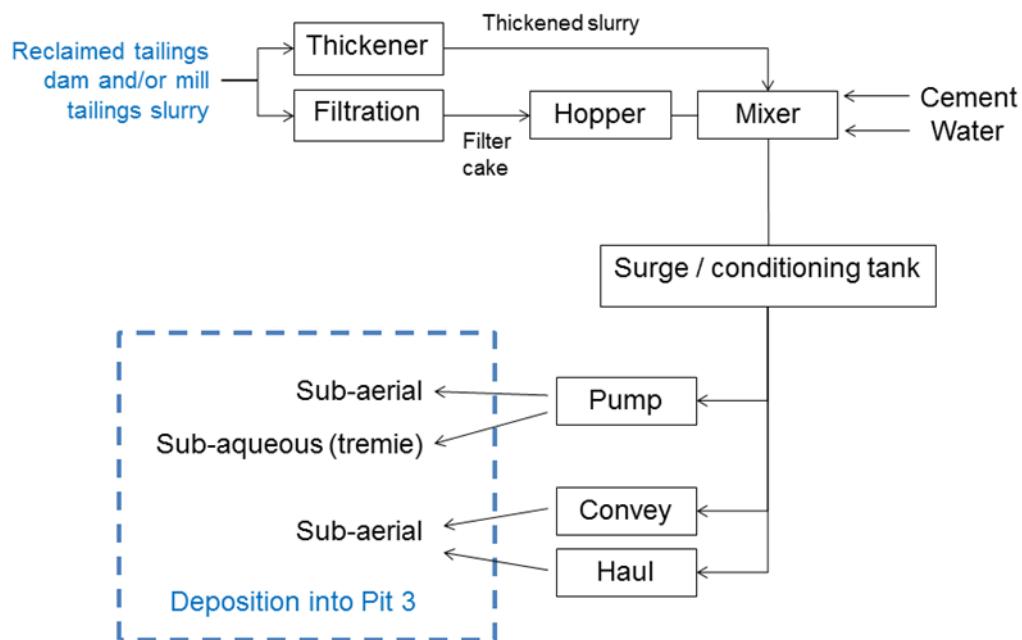 Thickened slurry
Reclaimed tailings
dam and/or mill
tailings slurry
Thickener
Filtration
Filter
cake
Hopper
Mixer
Cement
Water
Surge / conditioning tank
Sub-aerial
Pump
Sub-aqueous (tremie)
Sub-aerial
Convey
Haul
Deposition into Pit 3